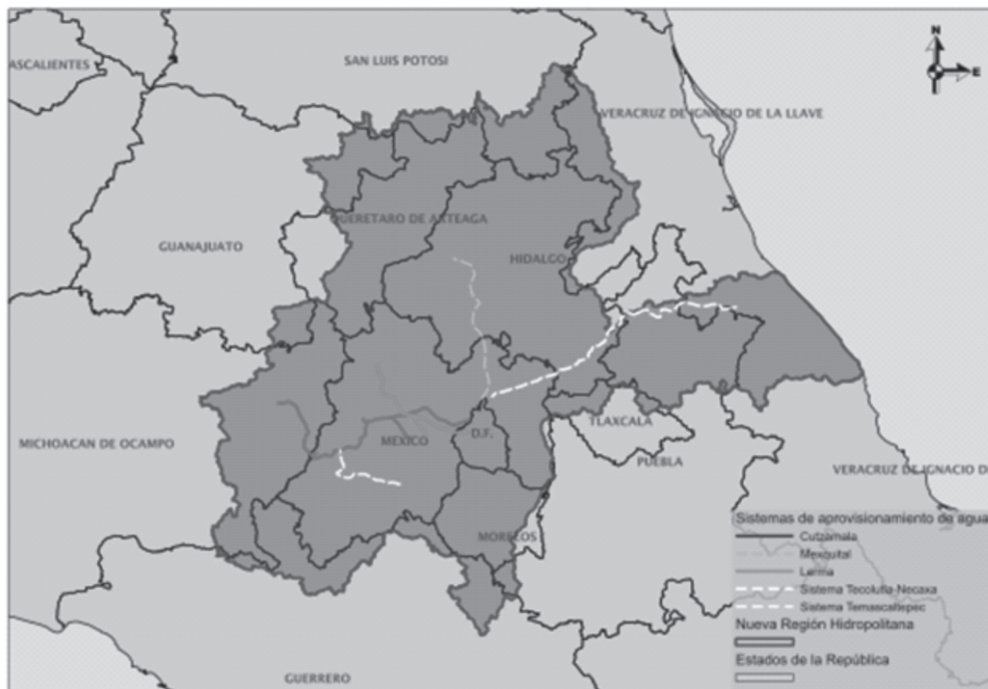 N
E
SAN LUIS POTOSI
ASCALIENTES
VERACRUZ DE IGNACIO DE LA LLAVE
QUERETARO DE ARTEAGA
GUANAJUATO
HIDALGO
TLAXCALA
MICHOACAN DE OCAMPO
MEXICO
D.F.
PUEBLA
VERACRUZ DE IGNACIO D
MORELOS
GUERRERO
Sistemas de aprovisionamiento de agua
Cutzamala
Mexquital
Lerma
Sistema Tecolutla-Necaxa
Sistema Temascaltepec
Nueva Región Hidropolitana
Estados de la República